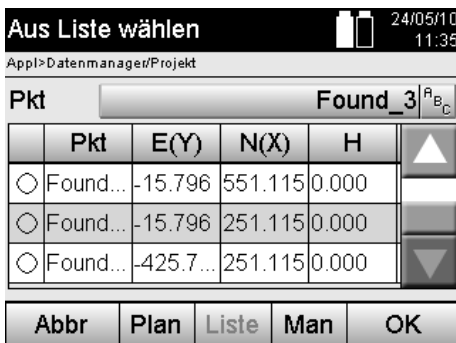 Aus Liste wählen 24/05/10
11:35
Appl>Datenmanager/Projekt
Pkt Found_3 ABC
Pkt E(Y) N(X) H
Found... -15.796 551.115 0.000
Found... -15.796 251.115 0.000
Found... -425.7... 251.115 0.000
Abbr Plan Liste Man OK